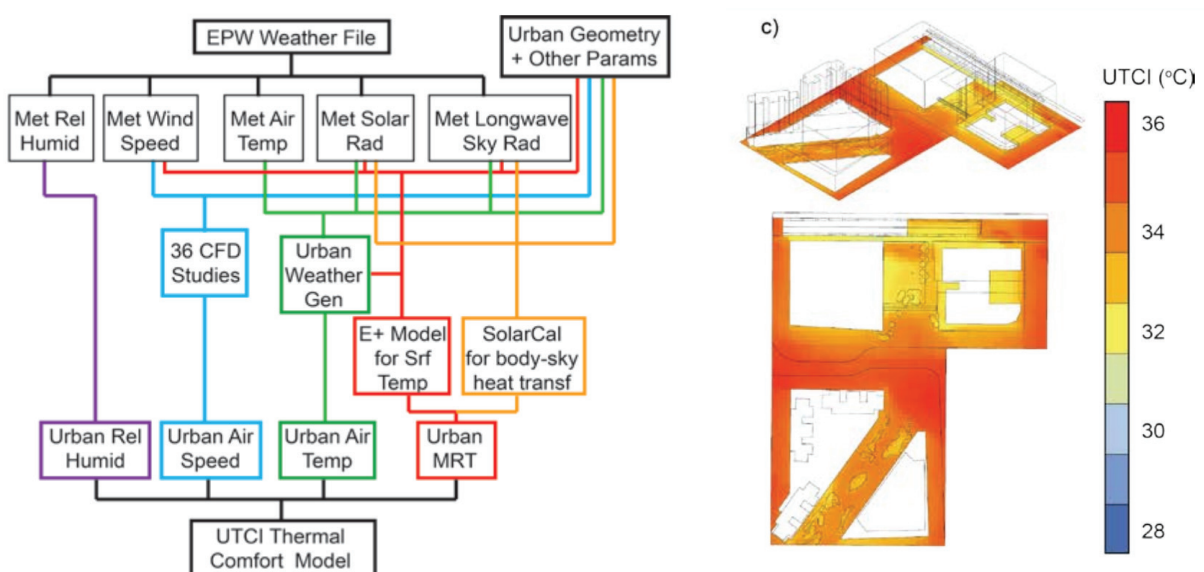 EPW Weather File
Urban Geometry
+ Other Params
Met Rel
Humid
Met Wind
Speed
Met Air
Temp
Met Solar
Rad
Met Longwave
Sky Rad
36 CFD
Studies
Urban
Weather
Gen
E+ Model
for Srf
Temp
SolarCal
for body-sky
heat transf
Urban Rel
Humid
Urban Air
Speed
Urban Air
Temp
Urban
MRT
UTCI Thermal
Comfort Model
c)
UTCI (°C)
36
34
32
30
28